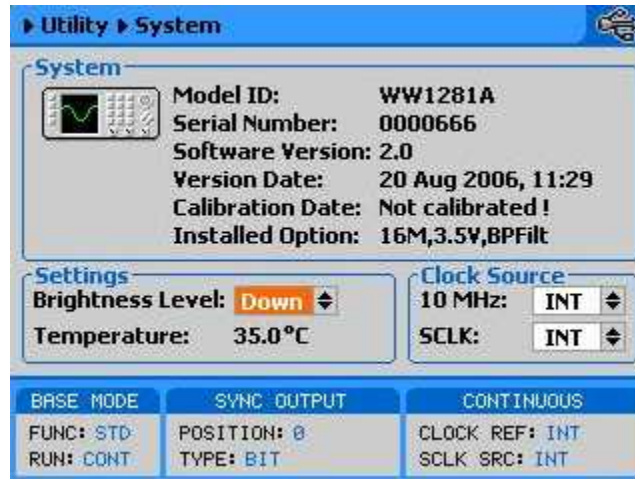 Utility System
System
Model ID: WW1281A
Serial Number: 0000666
Software Version: 2.0
Version Date: 20 Aug 2006, 11:29
Calibration Date: Not calibrated !
Installed Option: 16M,3.5V,BPFilt
Settings
Brightness Level: Down
Temperature: 35.0°C
Clock Source
10 MHz: INT
SCLK: INT
BASE MODE
FUNC: STD
RUN: CONT
SYNC OUTPUT
POSITION: 0
TYPE: BIT
CONTINUOUS
CLOCK REF: INT
SCLK SRC: INT